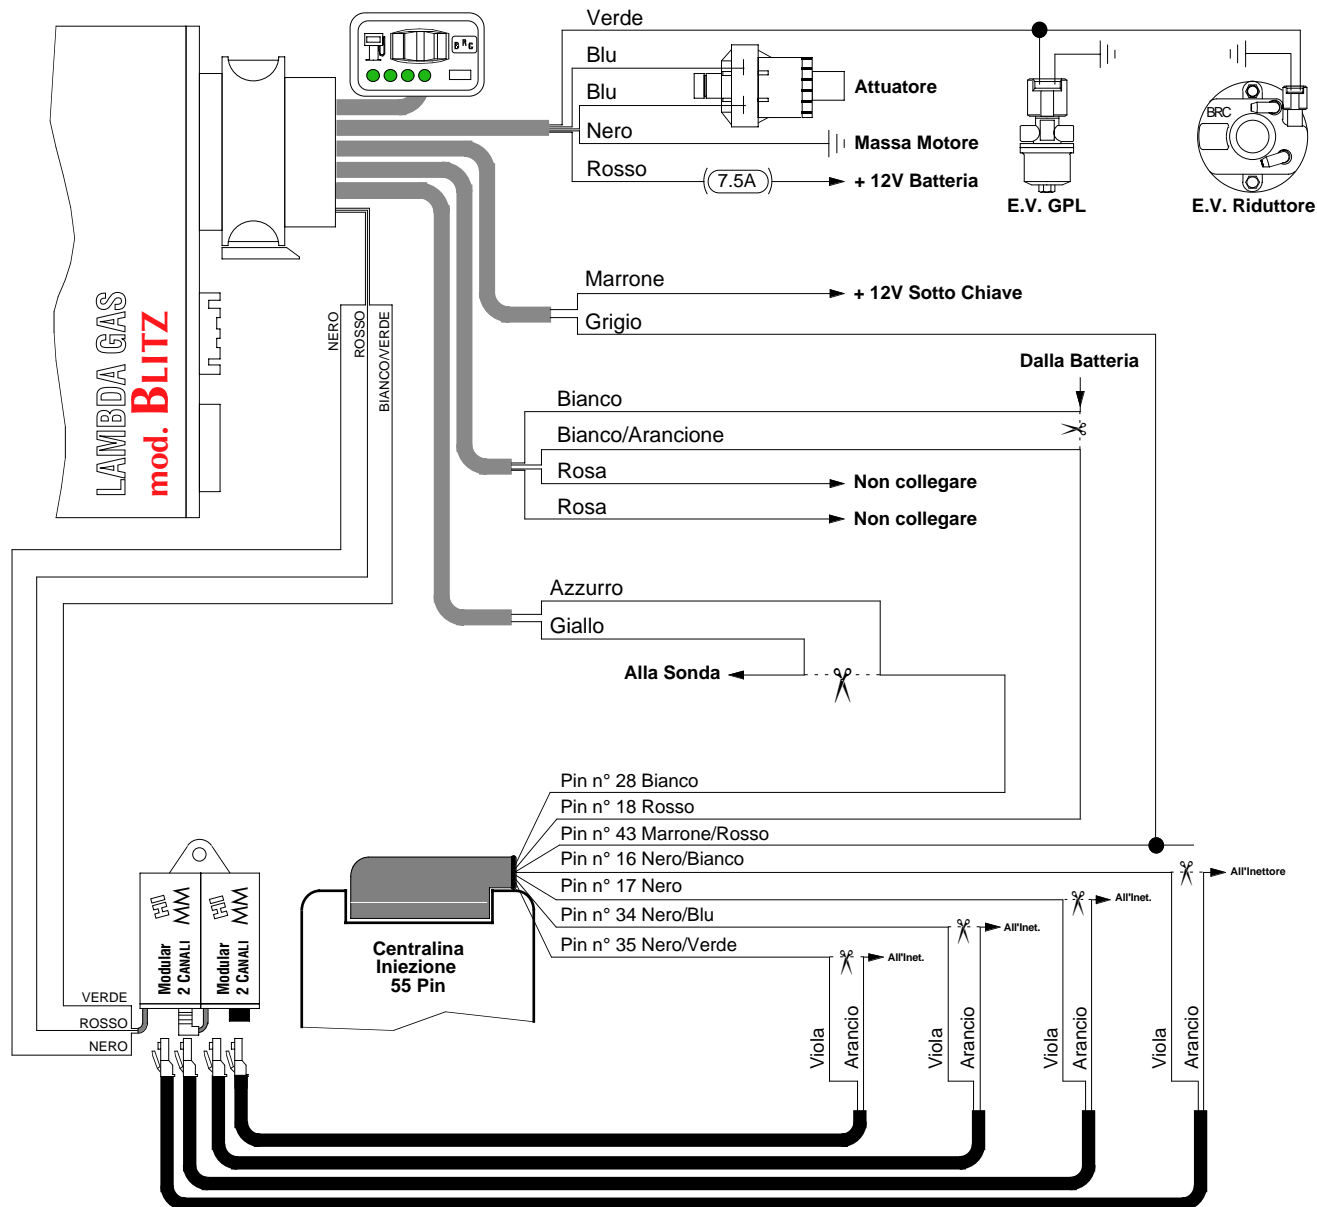 Verde
Blu
Attuatore
Blu
Nero
Massa Motore
Rosso
7.5A
+ 12V Batteria
BRC
BRC
E.V. GPL
E.V. Riduttore
LAMBDA GAS
mod. BLITZ
NERO
ROSSO
BIANCO/VERDE
Marrone
+ 12V Sotto Chiave
Grigio
Dalla Batteria
Bianco
Bianco/Arancione
Rosa
Non collegare
Rosa
Non collegare
Azzurro
Giallo
Alla Sonda
Pin n° 28 Bianco
Pin n° 18 Rosso
Pin n° 43 Marrone/Rosso
Pin n° 16 Nero/Bianco
All'Inettore
Pin n° 17 Nero
All'Inet.
Pin n° 34 Nero/Blu
All'Inet.
Pin n° 35 Nero/Verde
All'Inet.
Centralina
Iniezione
55 Pin
Modular
2 CANALI
Modular
2 CANALI
VERDE
ROSSO
NERO
Viola
Arancio
Viola
Arancio
Viola
Arancio
Viola
Arancio